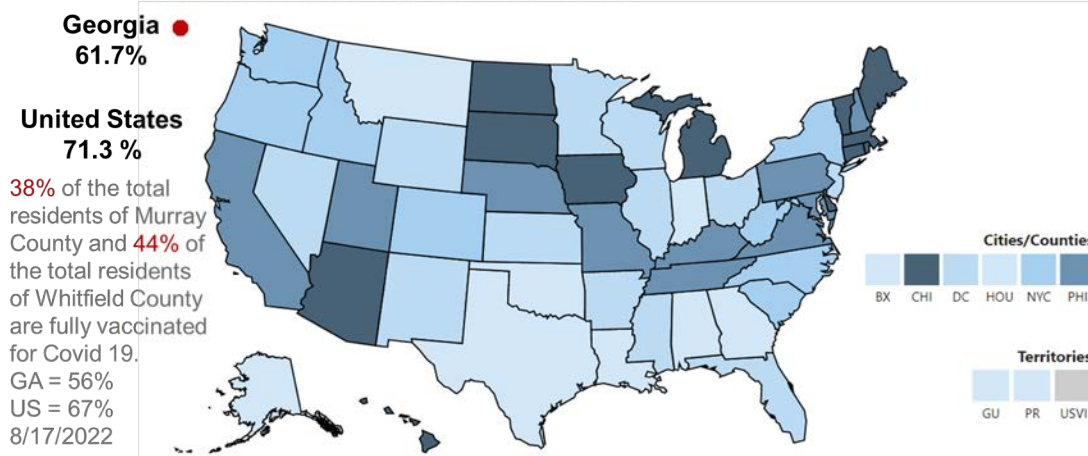 Georgia
61.7%
United States
71.3 %
38% of the total
residents of Murray
County and 44% of
the total residents
of Whitfield County
are fully vaccinated
for Covid 19.
GA = 56%
US = 67%
8/17/2022
Cities/Counties
BX CHI DC HOU NYC PHI
Territories
GU PR USVI